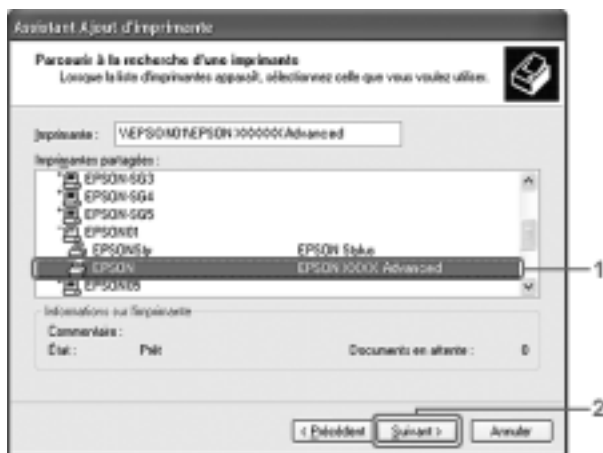 Assistant Ajout d'imprimante
Parcourir à la recherche d'une imprimante
Lorsque la liste d'imprimantes apparaît, sélectionnez celle que vous voulez utiliser.
Imprimante : \\EPSON01\EPSON XXXXXX Advanced
Imprimantes partagées :
EPSON-SG3
EPSON-SG4
EPSON-SG5
EPSON01
EPSONSty EPSON Stylus
EPSON EPSON XXXX Advanced
1
EPSON05
Informations sur l'imprimante
Commentaire :
État : Prêt Documents en attente : 0
2
< Précédent Suivant > Annuler